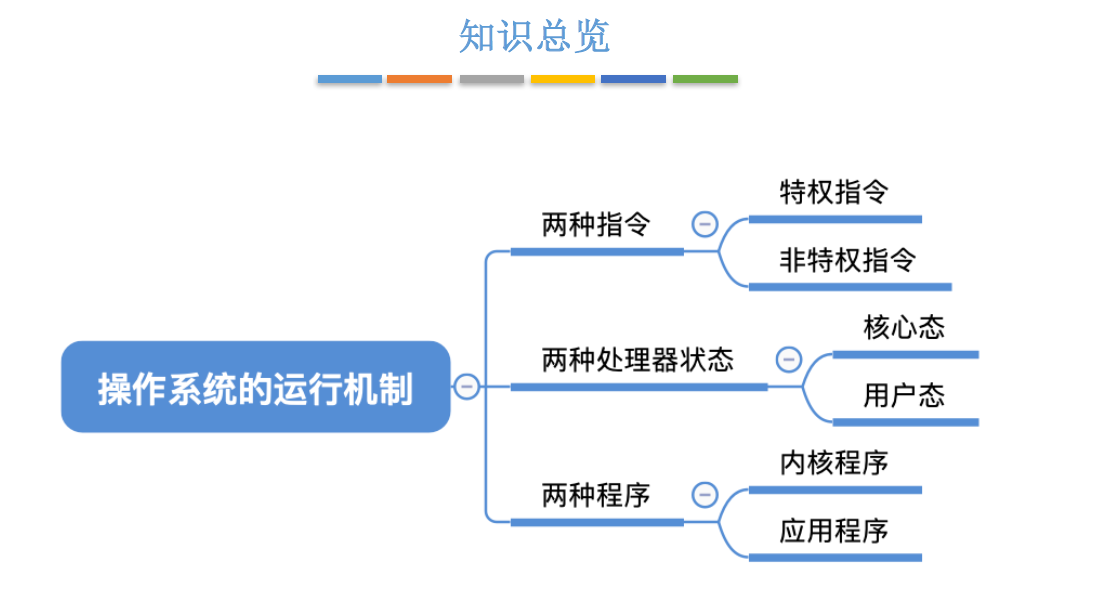 知识总览
操作系统的运行机制
两种指令
特权指令
非特权指令
两种处理器状态
核心态
用户态
两种程序
内核程序
应用程序